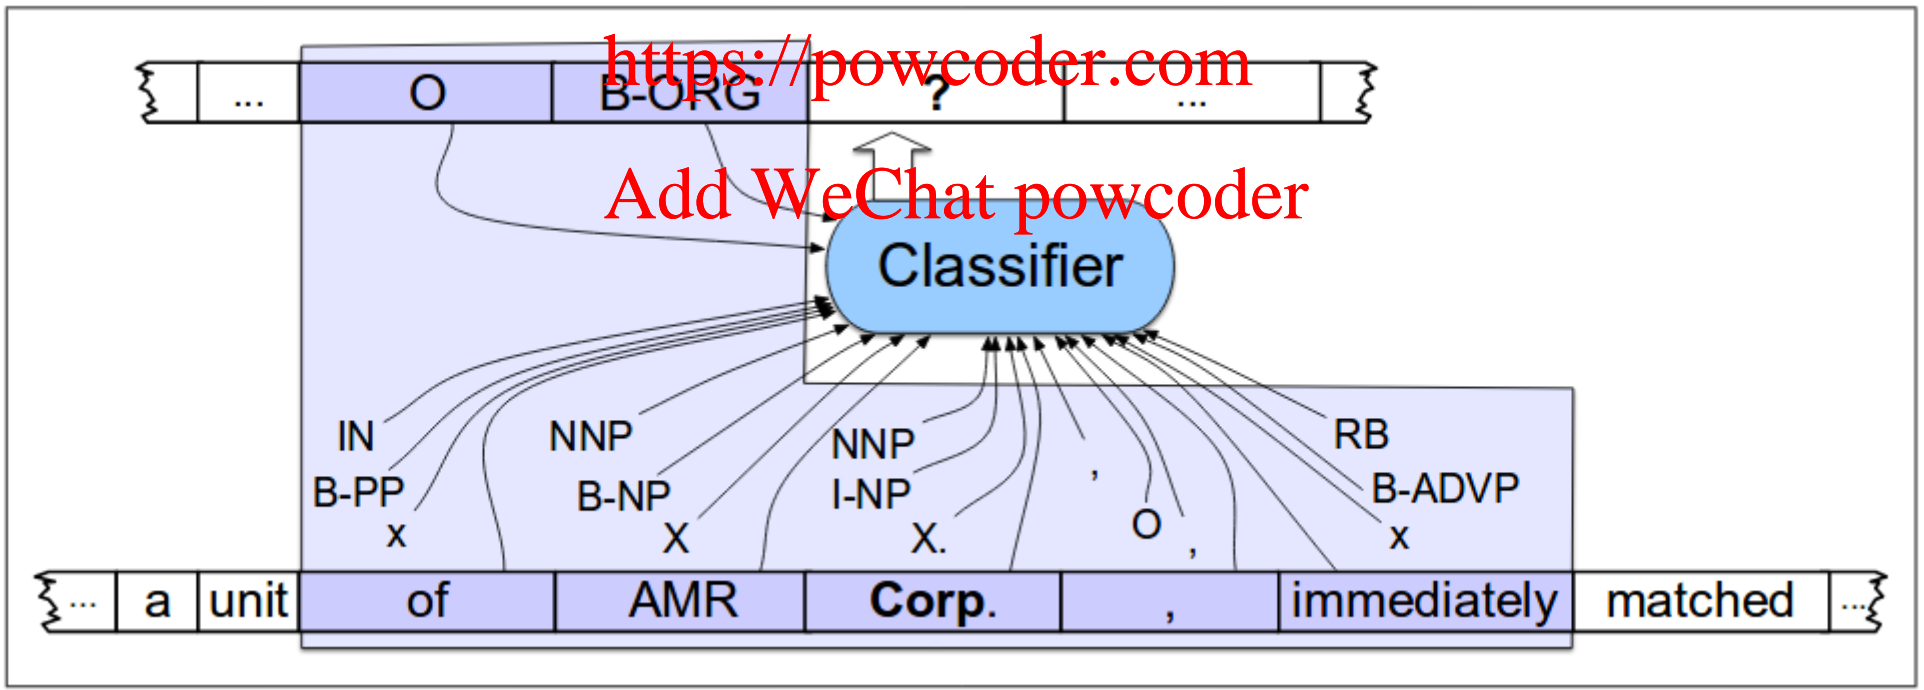 https://powcoder.com
... O B-ORG ? ...
Add WeChat powcoder
Classifier
IN NNP NNP , RB
B-PP B-NP I-NP O B-ADVP
x X X. , x
... a unit of AMR Corp. , immediately matched ...